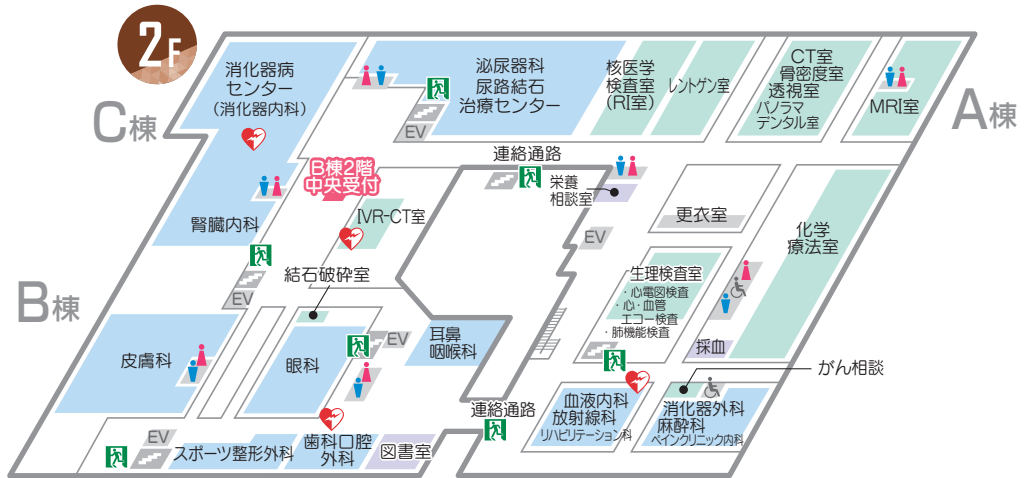 2F
C棟
A棟
B棟
消化器病
センター
(消化器内科)
EV
泌尿器科
尿路結石
治療センター
核医学
検査室
(RI室)
レントゲン室
CT室
骨密度室
透視室
パノラマ
デンタル室
MRI室
腎臓内科
B棟2階
中央受付
IVR-CT室
連絡通路
栄養
相談室
EV
更衣室
化学
療法室
EV
結石破砕室
生理検査室
・心電図検査
・心・血管
エコー検査
・肺機能検査
採血
皮膚科
眼科
EV
耳鼻
咽喉科
がん相談
EV
スポーツ整形外科
歯科口腔
外科
図書室
連絡通路
血液内科
放射線科
リハビリテーション科
消化器外科
麻酔科
ペインクリニック内科